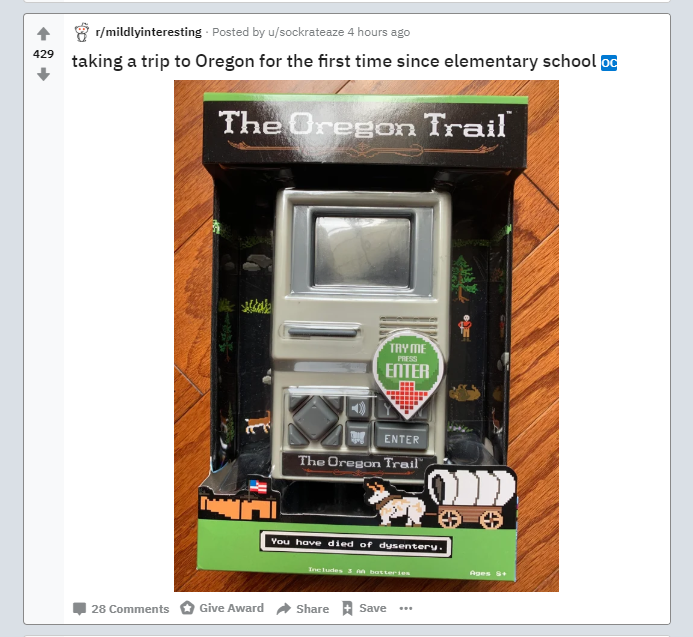 r/mildlyinteresting · Posted by u/sockrateaze 4 hours ago
429
taking a trip to Oregon for the first time since elementary school OC
The Oregon Trail™
TRY ME
PRESS
ENTER
Y
ENTER
The Oregon Trail™
You have died of dysentery.
Includes 3 AA batteries
Ages 8+
28 Comments Give Award Share Save ...